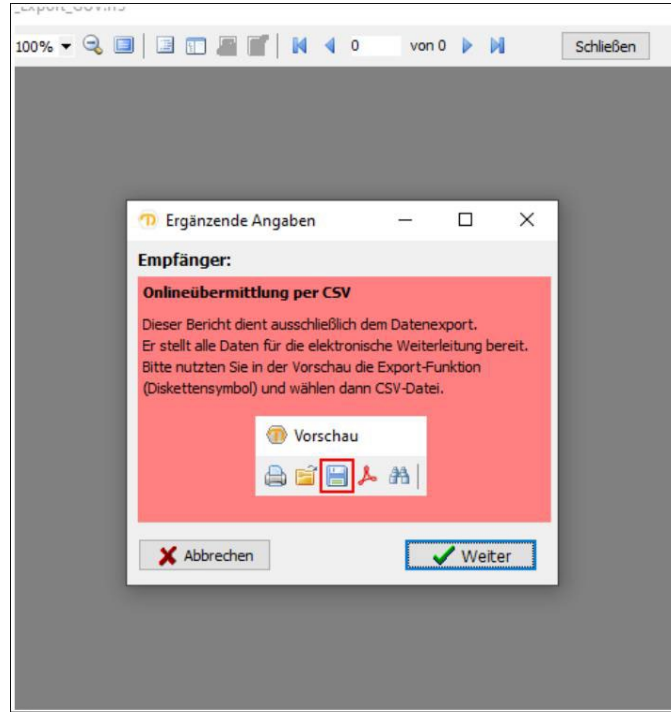 _Export_GOV.fr3
100% 0 von 0 Schließen
Ergänzende Angaben
Empfänger:
Onlineübermittlung per CSV
Dieser Bericht dient ausschließlich dem Datenexport.
Er stellt alle Daten für die elektronische Weiterleitung bereit.
Bitte nutzten Sie in der Vorschau die Export-Funktion
(Diskettensymbol) und wählen dann CSV-Datei.
Vorschau
Abbrechen Weiter